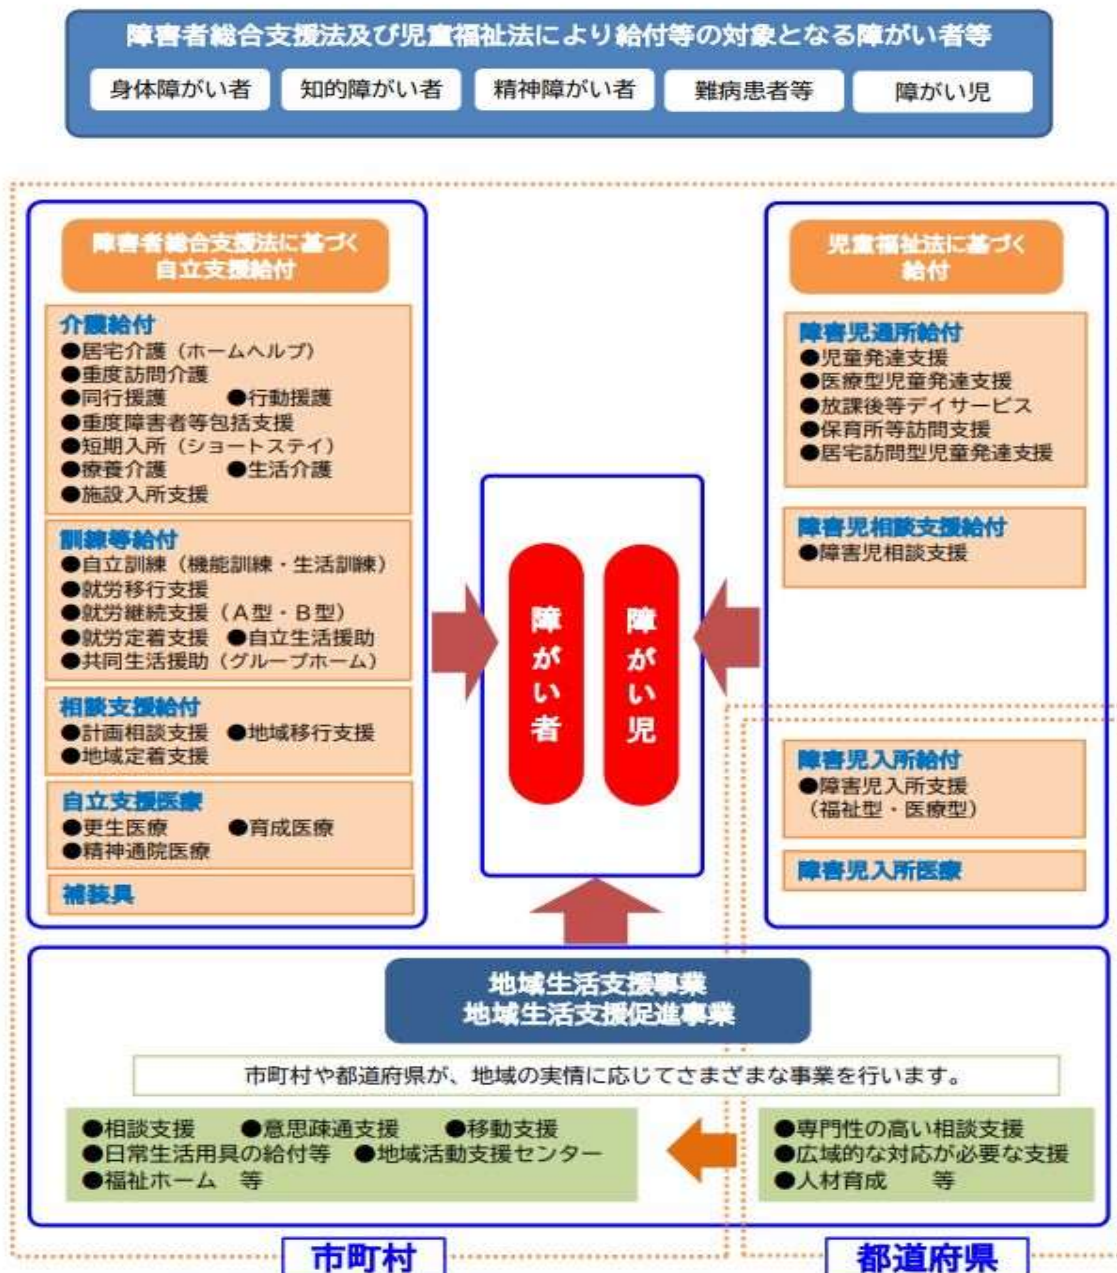 障害者総合支援法及び児童福祉法により給付等の対象となる障がい者等
身体障がい者 知的障がい者 精神障がい者 難病患者等 障がい児
障害者総合支援法に基づく
自立支援給付
介護給付
●居宅介護（ホームヘルプ）
●重度訪問介護
●同行援護 ●行動援護
●重度障害者等包括支援
●短期入所（ショートステイ）
●療養介護 ●生活介護
●施設入所支援
訓練等給付
●自立訓練（機能訓練・生活訓練）
●就労移行支援
●就労継続支援（Ａ型・Ｂ型）
●就労定着支援 ●自立生活援助
●共同生活援助（グループホーム）
相談支援給付
●計画相談支援 ●地域移行支援
●地域定着支援
自立支援医療
●更生医療 ●育成医療
●精神通院医療
補装具
障がい者
障がい児
児童福祉法に基づく
給付
障害児通所給付
●児童発達支援
●医療型児童発達支援
●放課後等デイサービス
●保育所等訪問支援
●居宅訪問型児童発達支援
障害児相談支援給付
●障害児相談支援
障害児入所給付
●障害児入所支援
（福祉型・医療型）
障害児入所医療
地域生活支援事業
地域生活支援促進事業
市町村や都道府県が、地域の実情に応じてさまざまな事業を行います。
●相談支援 ●意思疎通支援 ●移動支援
●日常生活用具の給付等 ●地域活動支援センター
●福祉ホーム 等
●専門性の高い相談支援
●広域的な対応が必要な支援
●人材育成 等
市町村
都道府県